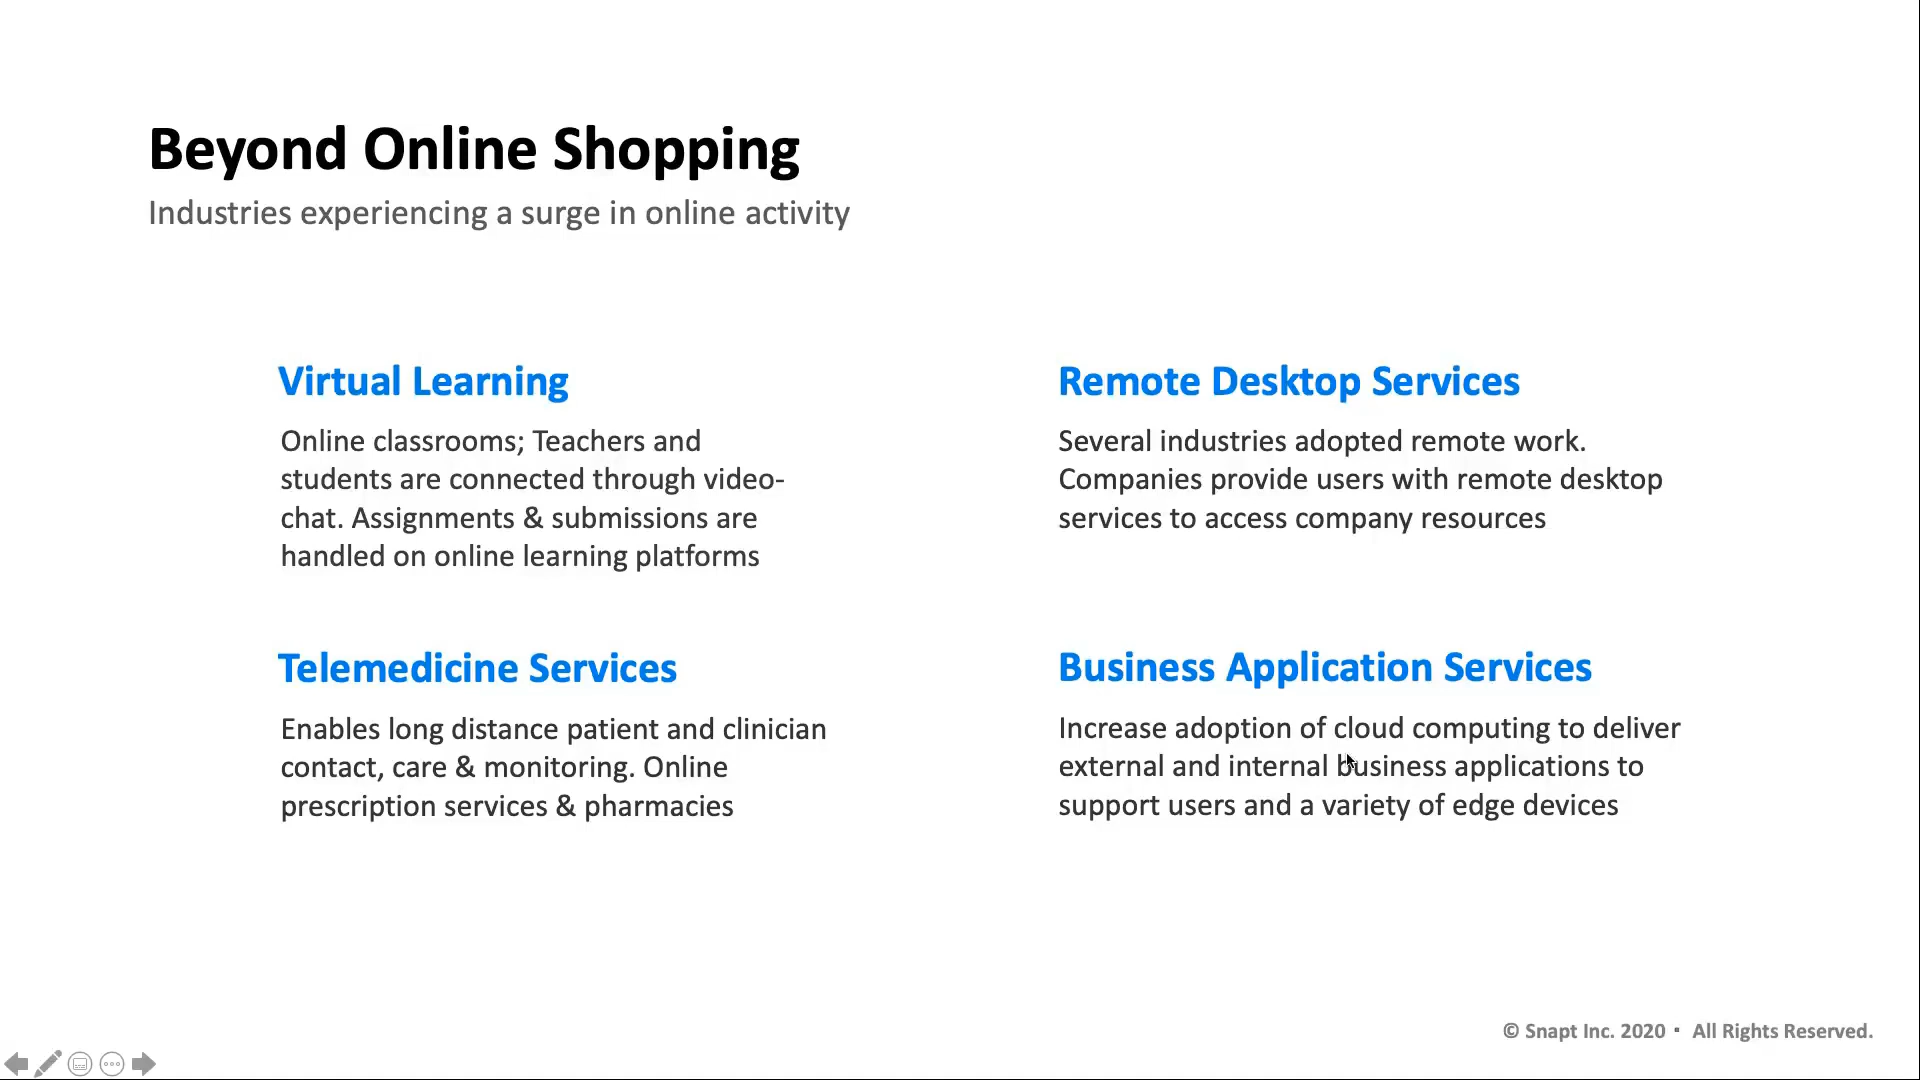 Beyond Online Shopping
Industries experiencing a surge in online activity
Virtual Learning
Online classrooms; Teachers and
students are connected through video-
chat. Assignments & submissions are
handled on online learning platforms
Remote Desktop Services
Several industries adopted remote work.
Companies provide users with remote desktop
services to access company resources
Telemedicine Services
Enables long distance patient and clinician
contact, care & monitoring. Online
prescription services & pharmacies
Business Application Services
Increase adoption of cloud computing to deliver
external and internal business applications to
support users and a variety of edge devices
© Snapt Inc. 2020 • All Rights Reserved.